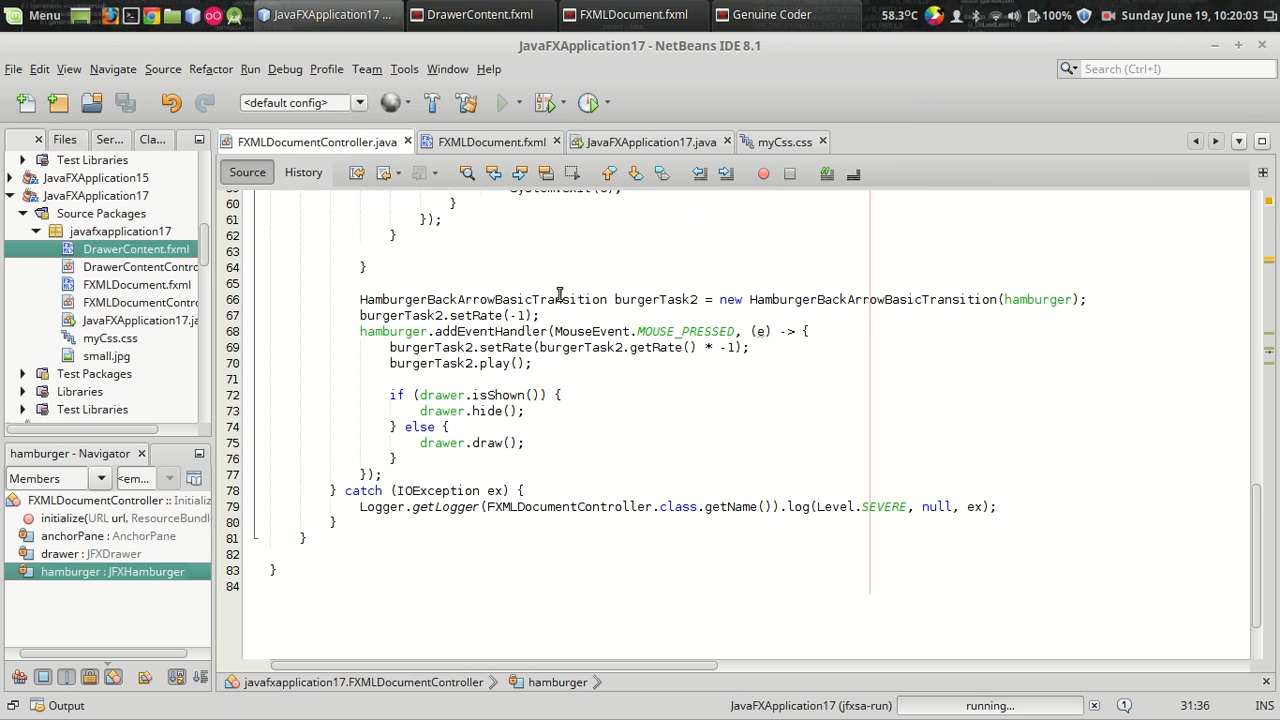 Menu
JavaFXApplication17 ...
DrawerContent.fxml
FXMLDocument.fxml
Genuine Coder
58.3°C
100%
Sunday June 19, 10:20:03
JavaFXApplication17 - NetBeans IDE 8.1
File Edit View Navigate Source Refactor Run Debug Profile Team Tools Window Help
Search (Ctrl+I)
<default config>
Files
Ser...
Cla...
FXMLDocumentController.java
FXMLDocument.fxml
JavaFXApplication17.java
myCss.css
Source
History
Test Libraries
JavaFXApplication15
JavaFXApplication17
Source Packages
javafxapplication17
DrawerContent.fxml
DrawerContentContro
FXMLDocument.fxml
FXMLDocumentContro
JavaFXApplication17.ja
myCss.css
small.jpg
Test Packages
Libraries
Test Libraries
60 }
61 });
62 }
63
64 }
65
66 HamburgerBackArrowBasicTransition burgerTask2 = new HamburgerBackArrowBasicTransition(hamburger);
67 burgerTask2.setRate(-1);
68 hamburger.addEventHandler(MouseEvent.MOUSE_PRESSED, (e) -> {
69 burgerTask2.setRate(burgerTask2.getRate() * -1);
70 burgerTask2.play();
71
72 if (drawer.isShown()) {
73 drawer.hide();
74 } else {
75 drawer.draw();
76 }
77 });
78 } catch (IOException ex) {
79 Logger.getLogger(FXMLDocumentController.class.getName()).log(Level.SEVERE, null, ex);
80 }
81 }
82
83 }
84
hamburger - Navigator
Members
<em...
FXMLDocumentController :: Initializ
initialize(URL url, ResourceBundl
anchorPane : AnchorPane
drawer : JFXDrawer
hamburger : JFXHamburger
javafxapplication17.FXMLDocumentController
hamburger
Output
JavaFXApplication17 (jfxsa-run)
running...
31:36
INS